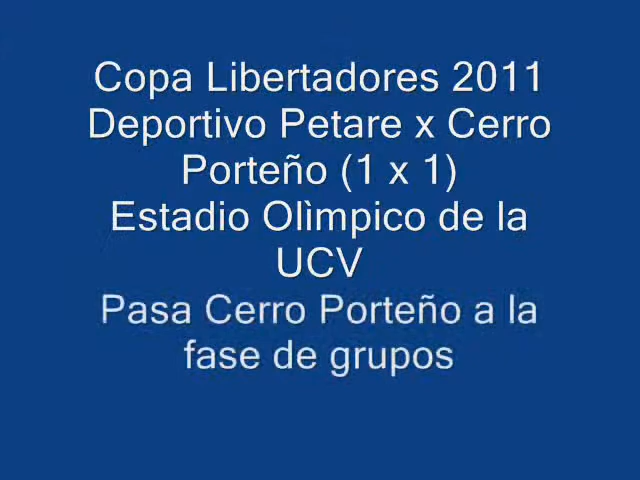 Copa Libertadores 2011
Deportivo Petare x Cerro
Porteño (1 x 1)
Estadio Olìmpico de la
UCV
Pasa Cerro Porteño a la
fase de grupos